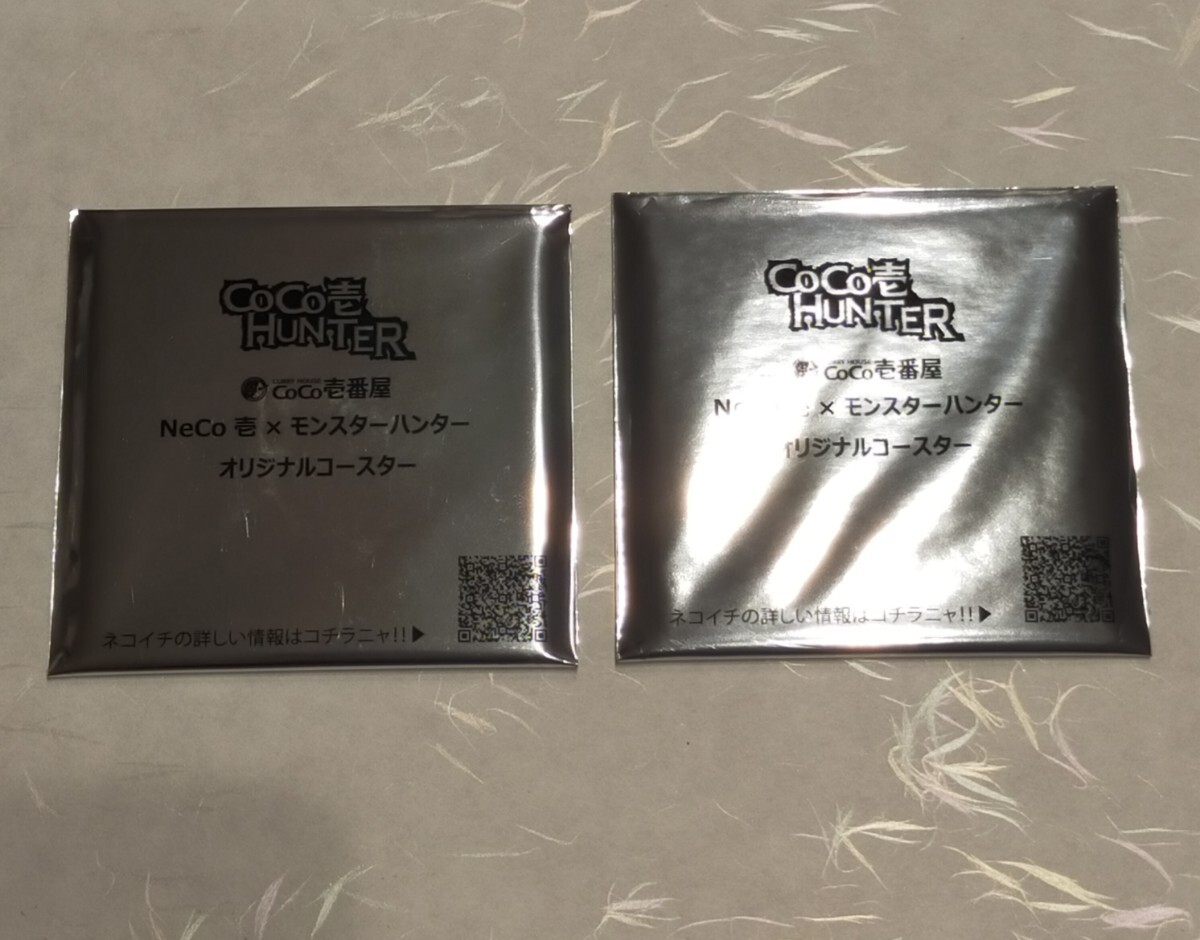 CoCo壱
HUNTER
CURRY HOUSE
CoCo壱番屋
NeCo 壱 × モンスターハンター
オリジナルコースター
ネコイチの詳しい情報はコチラニャ!!▶
CoCo壱
HUNTER
CoCo壱番屋
× モンスターハンター
リジナルコースター
ネコイチの詳しい情報はコチラニャ!!▶